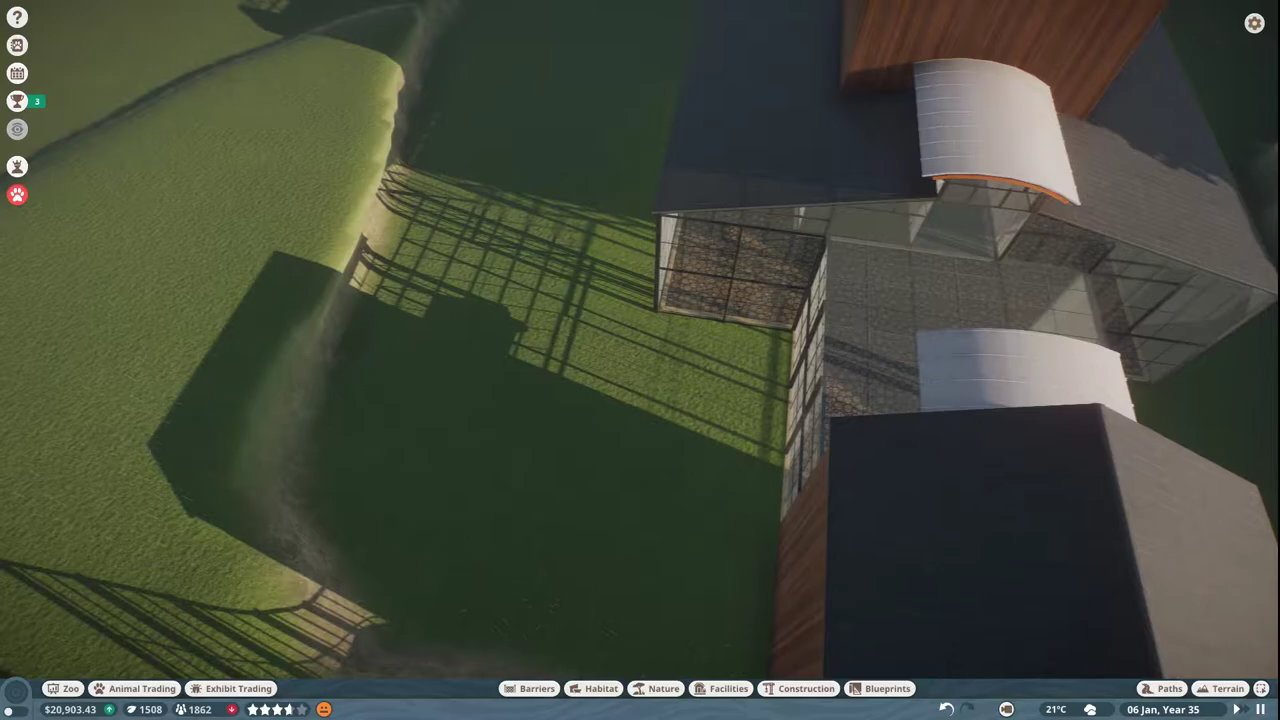 ?
3
Zoo Animal Trading Exhibit Trading Barriers Habitat Nature Facilities Construction Blueprints Paths Terrain
$20,903.43 1508 1862 21°C 06 Jan, Year 35